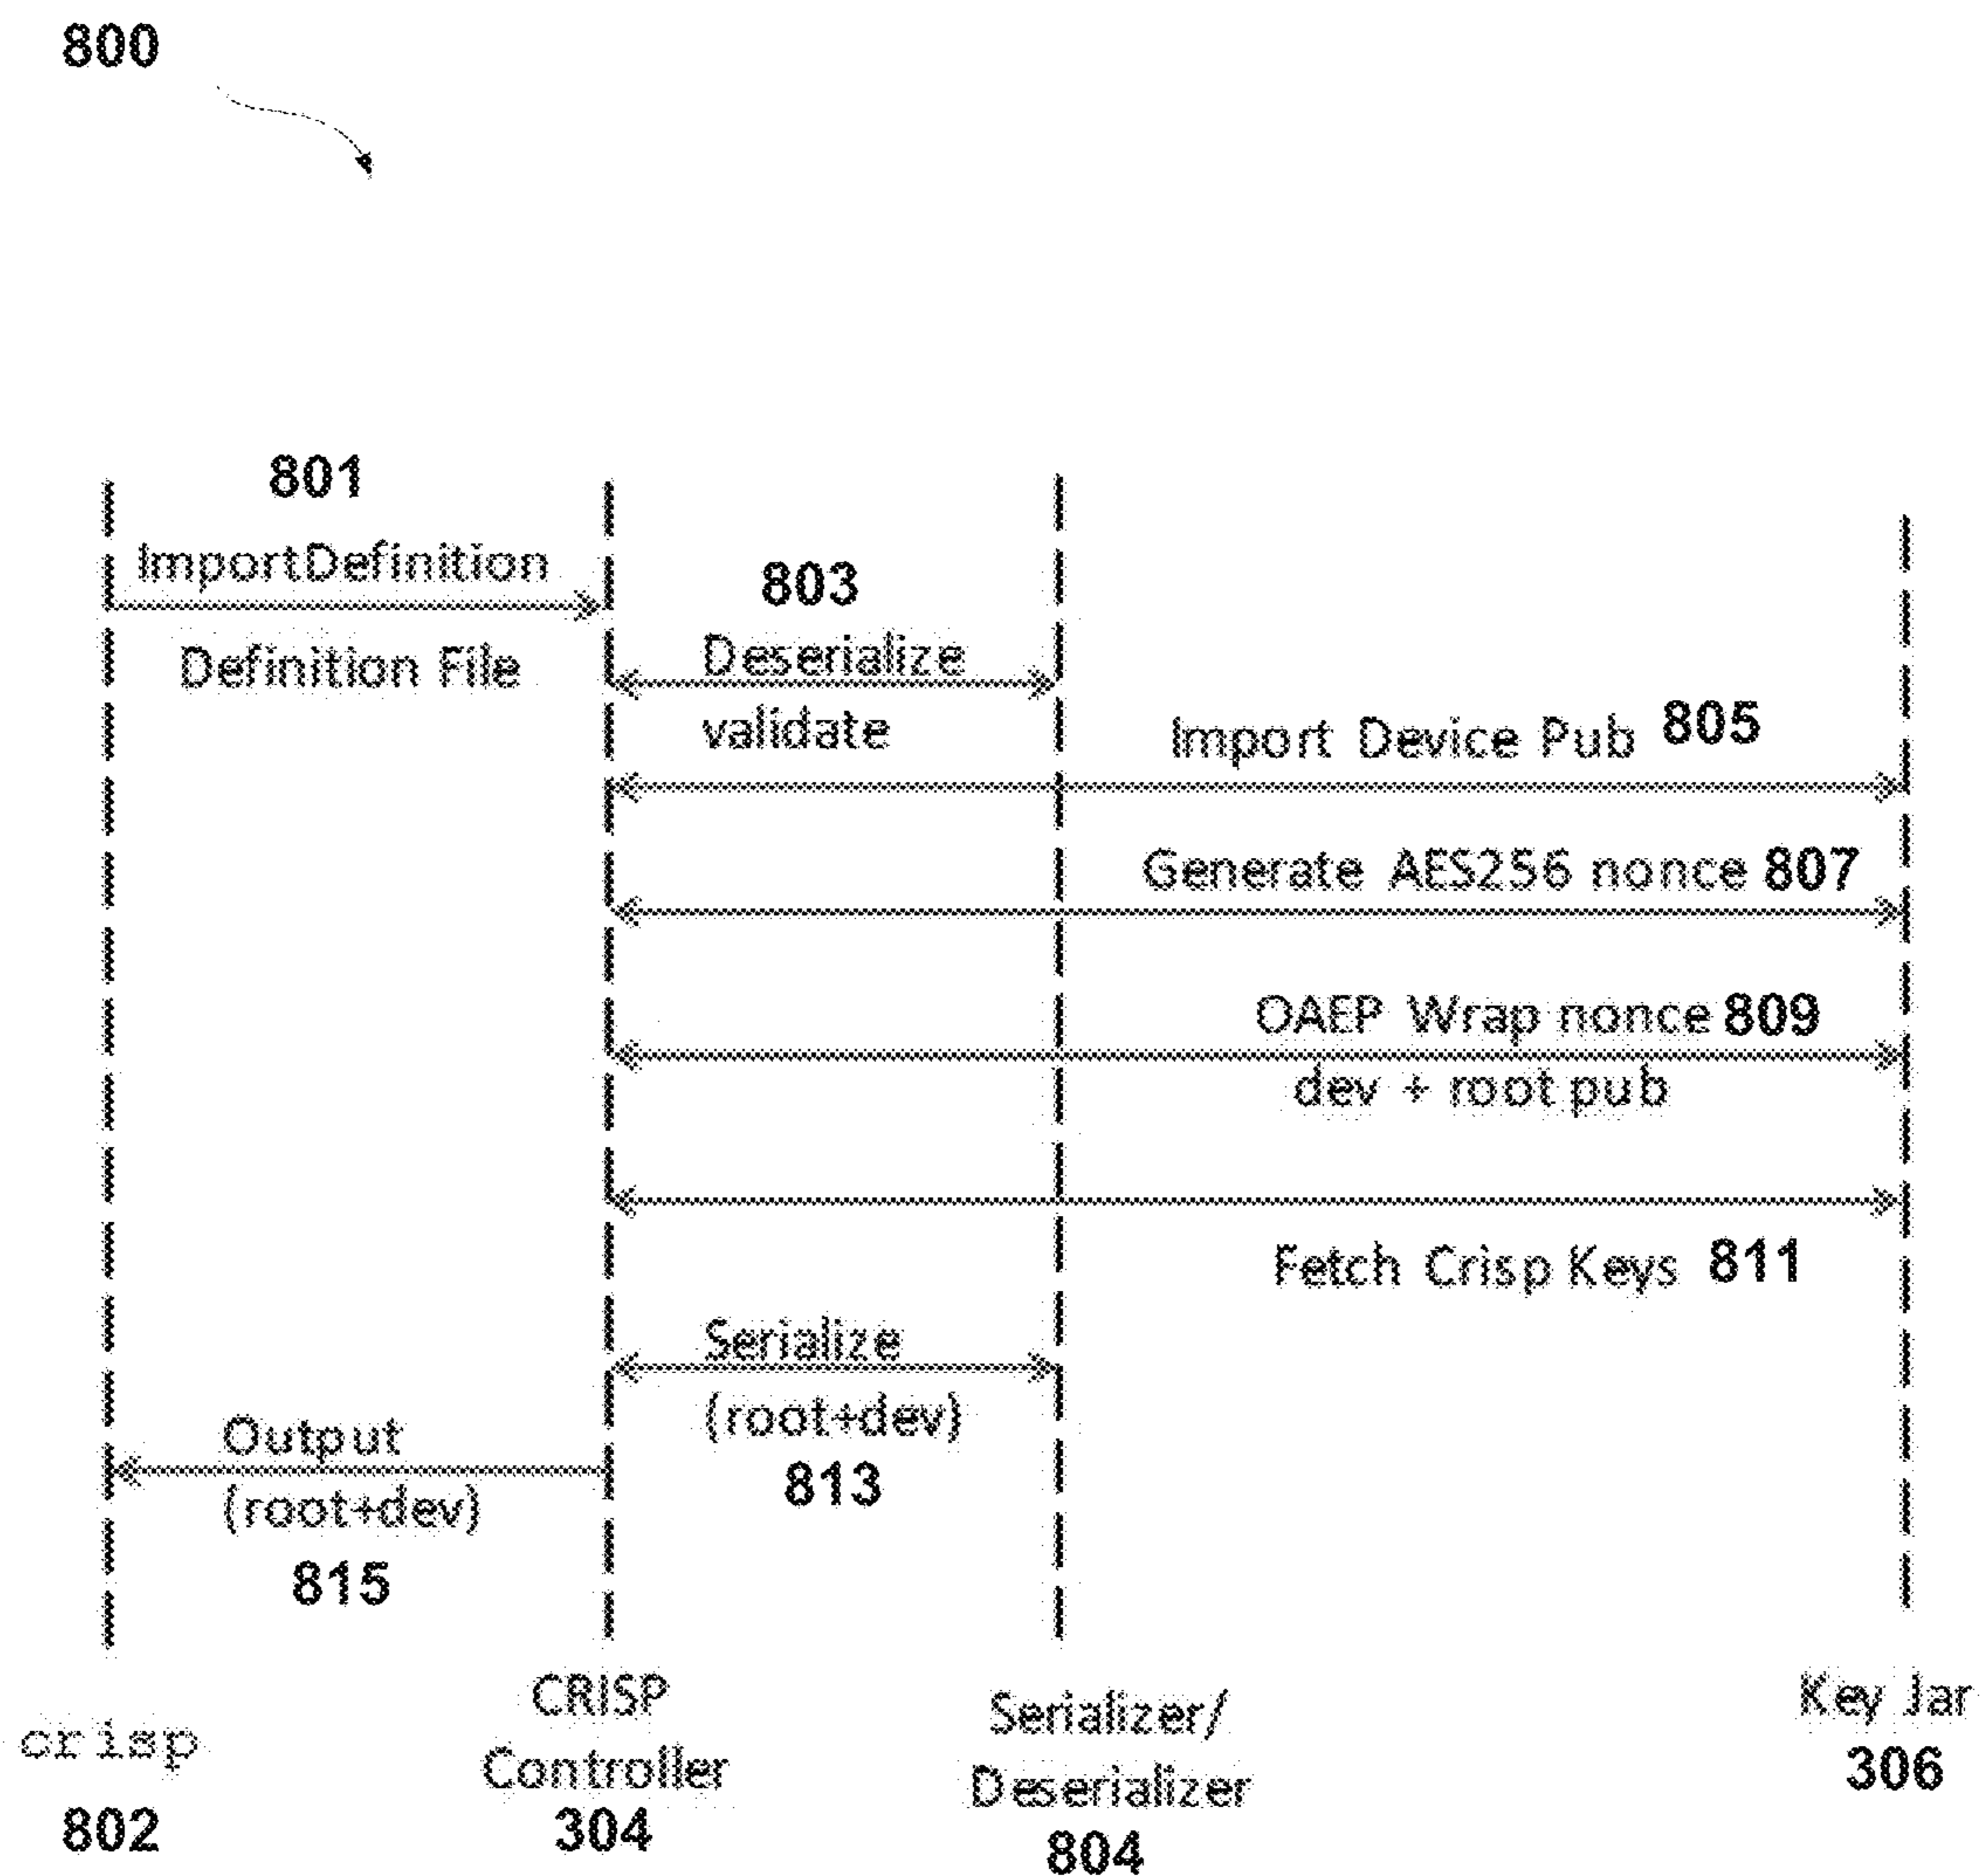 800
801
ImportDefinition
Definition File
803
Deserialize
validate
Import Device Pub 805
Generate AES256 nonce 807
OAEP Wrap nonce 809
dev + root pub
Fetch Crisp Keys 811
Serialize
(root+dev)
813
Output
(root+dev)
815
crisp
802
CRISP
Controller
304
Serializer/
Deserializer
804
Key Jar
306